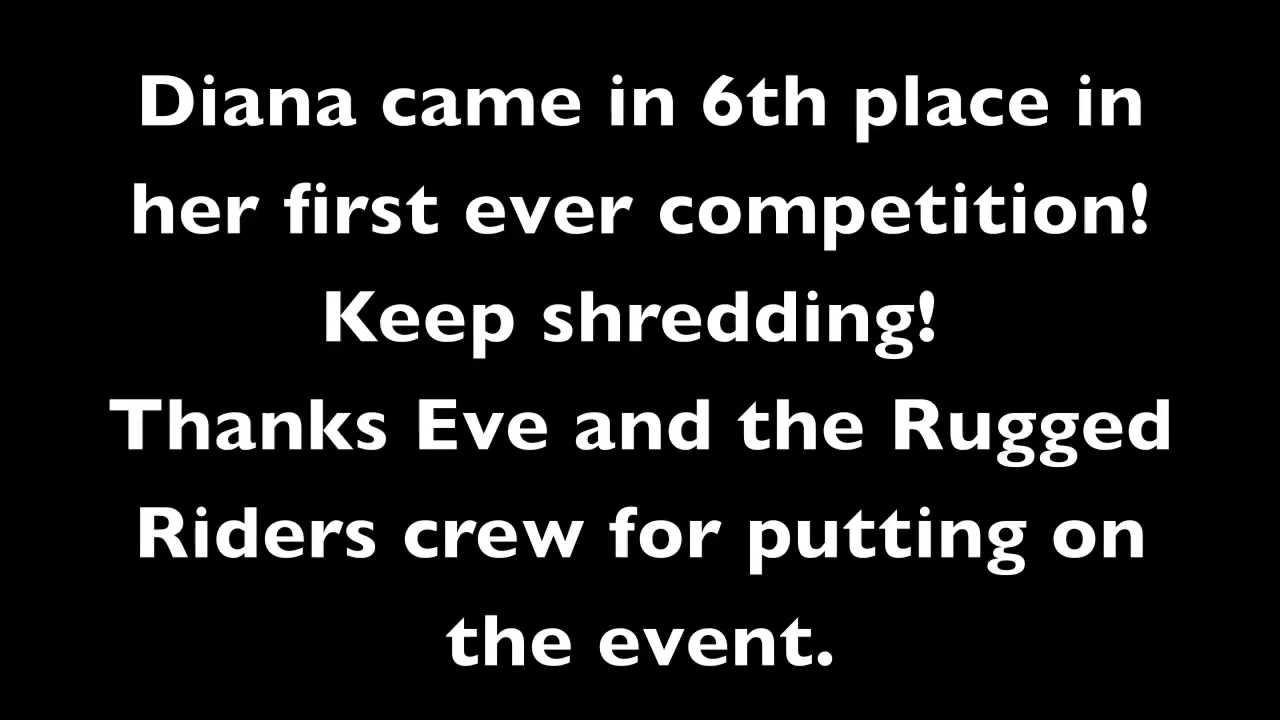 Diana came in 6th place in
her first ever competition!
Keep shredding!
Thanks Eve and the Rugged
Riders crew for putting on
the event.